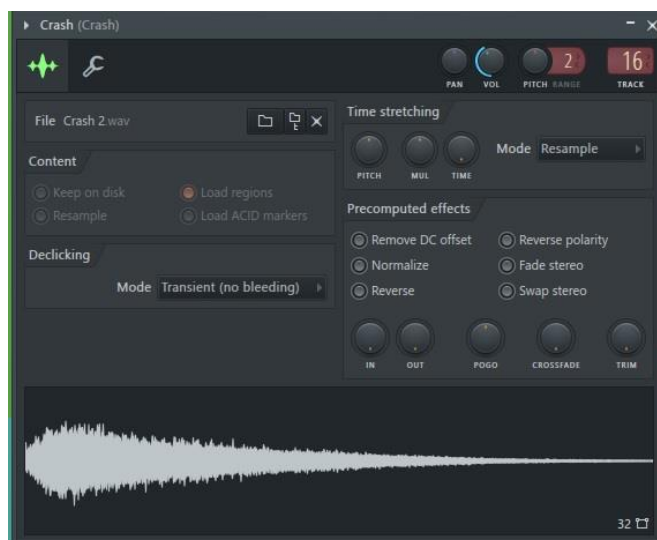 Crash (Crash)
PAN VOL PITCH RANGE TRACK
2
16
File Crash 2.wav
Content
Keep on disk
Load regions
Resample
Load ACID markers
Declicking
Mode Transient (no bleeding)
Time stretching
PITCH MUL TIME
Mode Resample
Precomputed effects
Remove DC offset
Reverse polarity
Normalize
Fade stereo
Reverse
Swap stereo
IN OUT POGO CROSSFADE TRIM
32